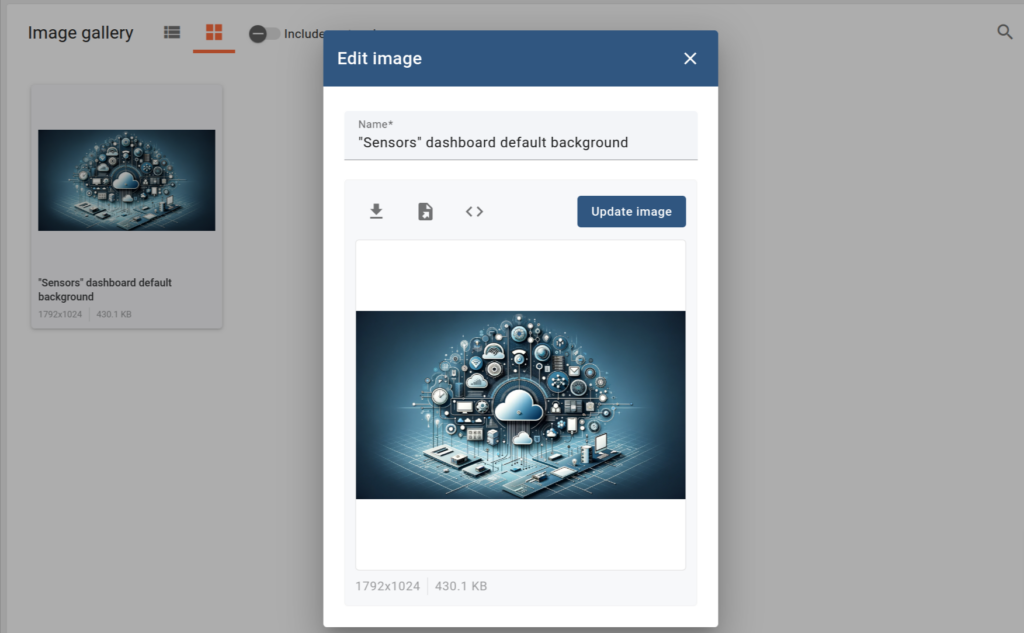 Image gallery
Include
Edit image
Name*
"Sensors" dashboard default background
Update image
1792x1024
430.1 KB
"Sensors" dashboard default
background
1792x1024
430.1 KB